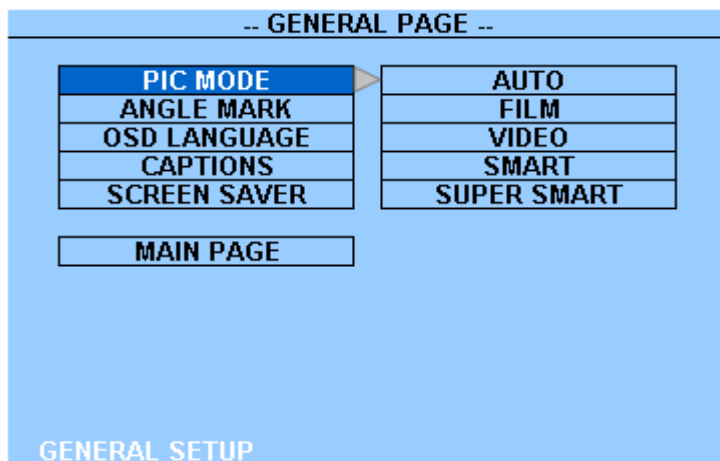 -- GENERAL PAGE --
PIC MODE
ANGLE MARK
OSD LANGUAGE
CAPTIONS
SCREEN SAVER
MAIN PAGE
AUTO
FILM
VIDEO
SMART
SUPER SMART
GENERAL SETUP